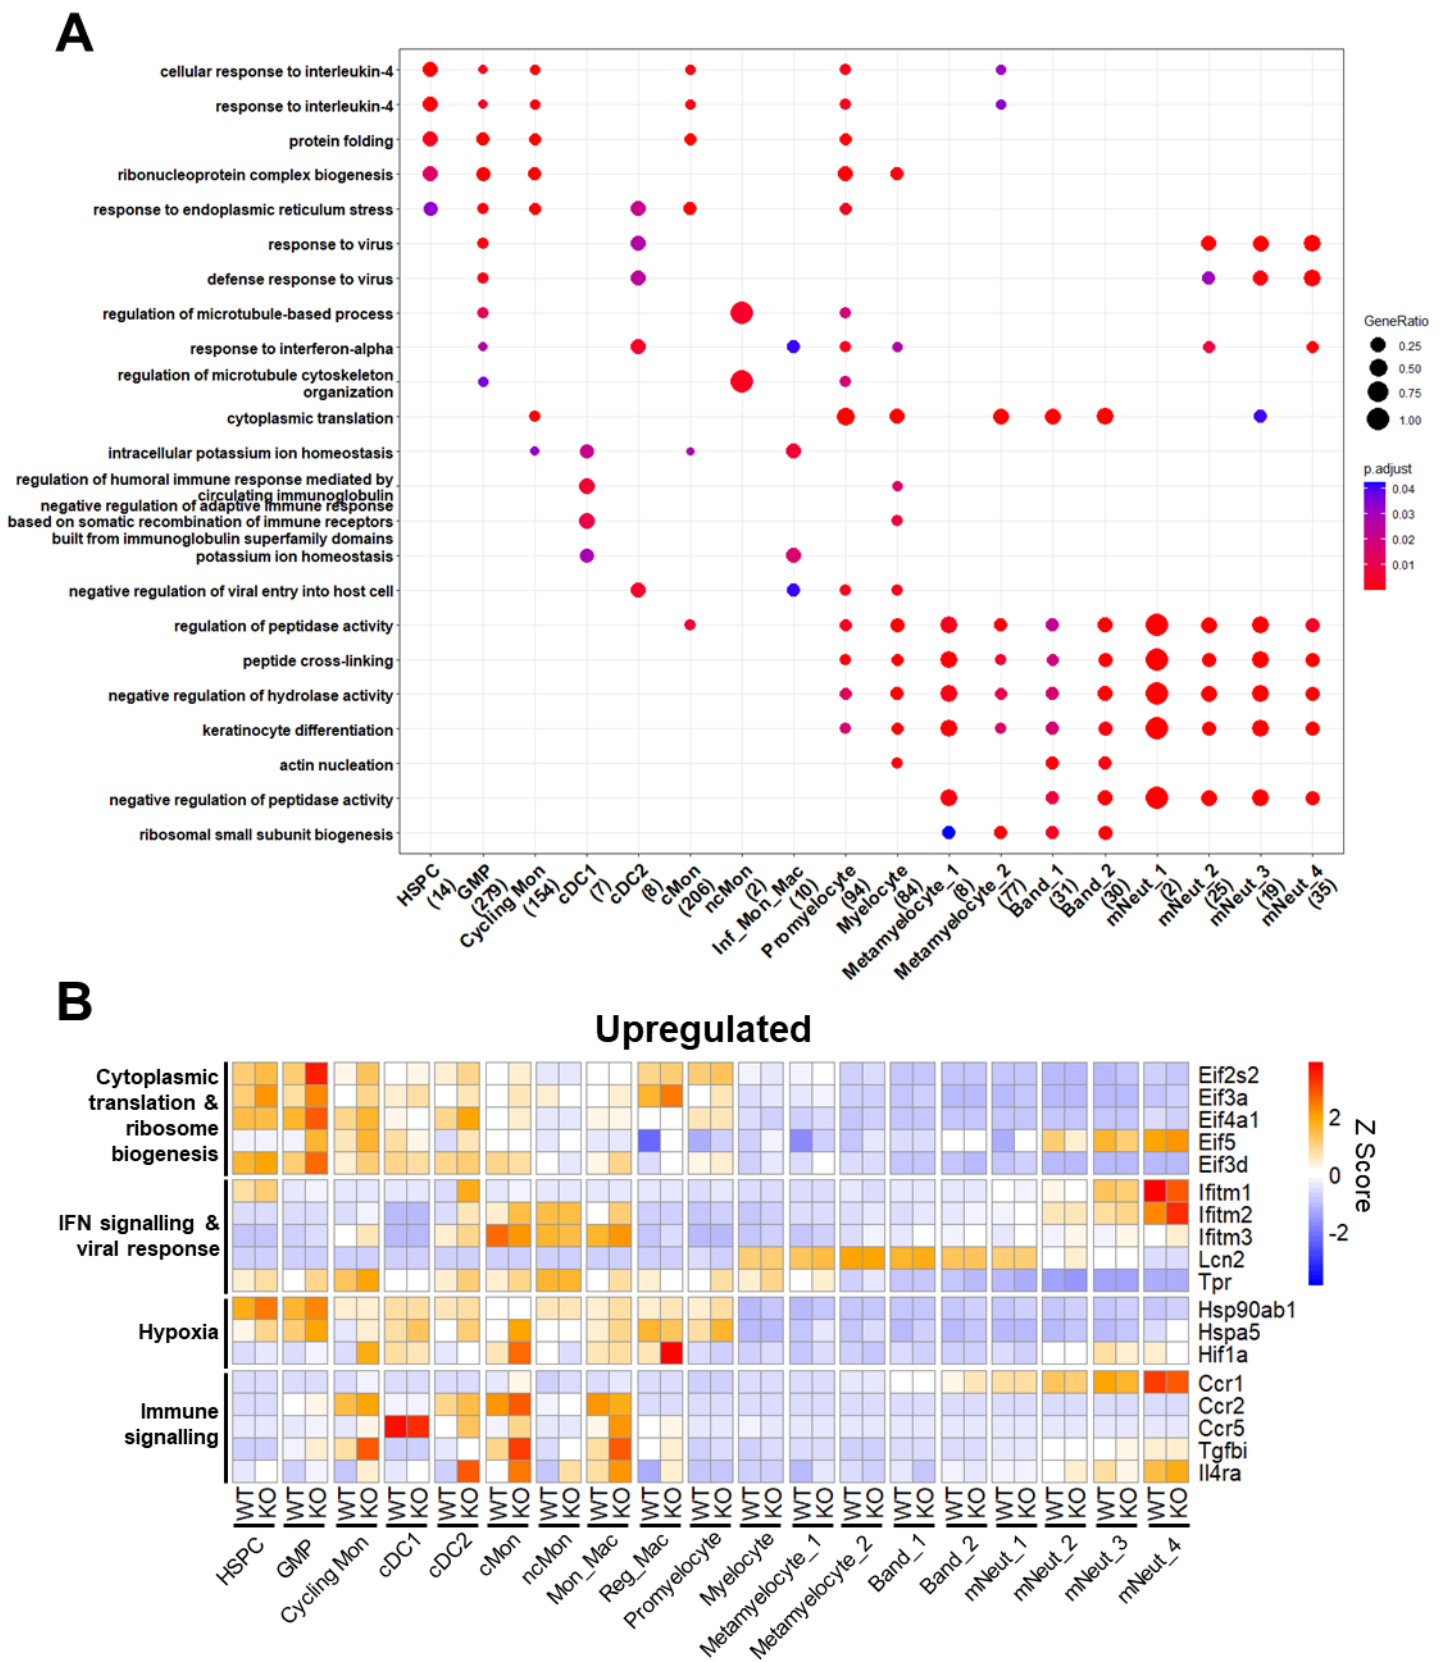 A
cellular response to interleukin-4
response to interleukin-4
protein folding
ribonucleoprotein complex biogenesis
response to endoplasmic reticulum stress
response to virus
defense response to virus
regulation of microtubule-based process
response to interferon-alpha
regulation of microtubule cytoskeleton
organization
cytoplasmic translation
intracellular potassium ion homeostasis
regulation of humoral immune response mediated by
circulating immunoglobulin
negative regulation of adaptive immune response
based on somatic recombination of immune receptors
built from immunoglobulin superfamily domains
potassium ion homeostasis
negative regulation of viral entry into host cell
regulation of peptidase activity
peptide cross-linking
negative regulation of hydrolase activity
keratinocyte differentiation
actin nucleation
negative regulation of peptidase activity
ribosomal small subunit biogenesis
GeneRatio
0.25
0.50
0.75
1.00
p.adjust
0.04
0.03
0.02
0.01
HSPC
(14)
GMP
(279)
Cycling Mon
(154)
cDC1
(7)
cDC2
(8)
cMon
(206)
ncMon
(2)
Inf_Mon_Mac
(10)
Promyelocyte
(94)
Myelocyte
(84)
Metamyelocyte_1
(8)
Metamyelocyte_2
(77)
Band_1
(31)
Band_2
(30)
mNeut_1
(2)
mNeut_2
(25)
mNeut_3
(19)
mNeut_4
(35)
B
Upregulated
Cytoplasmic
translation &
ribosome
biogenesis
IFN signalling &
viral response
Hypoxia
Immune
signalling
Eif2s2
Eif3a
Eif4a1
Eif5
Eif3d
Ifitm1
Ifitm2
Ifitm3
Lcn2
Tpr
Hsp90ab1
Hspa5
Hif1a
Ccr1
Ccr2
Ccr5
Tgfbi
Il4ra
2
0
-2
Z Score
WT KO WT KO WT KO WT KO WT KO WT KO WT KO WT KO WT KO WT KO WT KO WT KO WT KO WT KO WT KO WT KO WT KO WT KO WT KO
HSPC
GMP
Cycling Mon
cDC1
cDC2
cMon
ncMon
Mon_Mac
Reg_Mac
Promyelocyte
Myelocyte
Metamyelocyte_1
Metamyelocyte_2
Band_1
Band_2
mNeut_1
mNeut_2
mNeut_3
mNeut_4